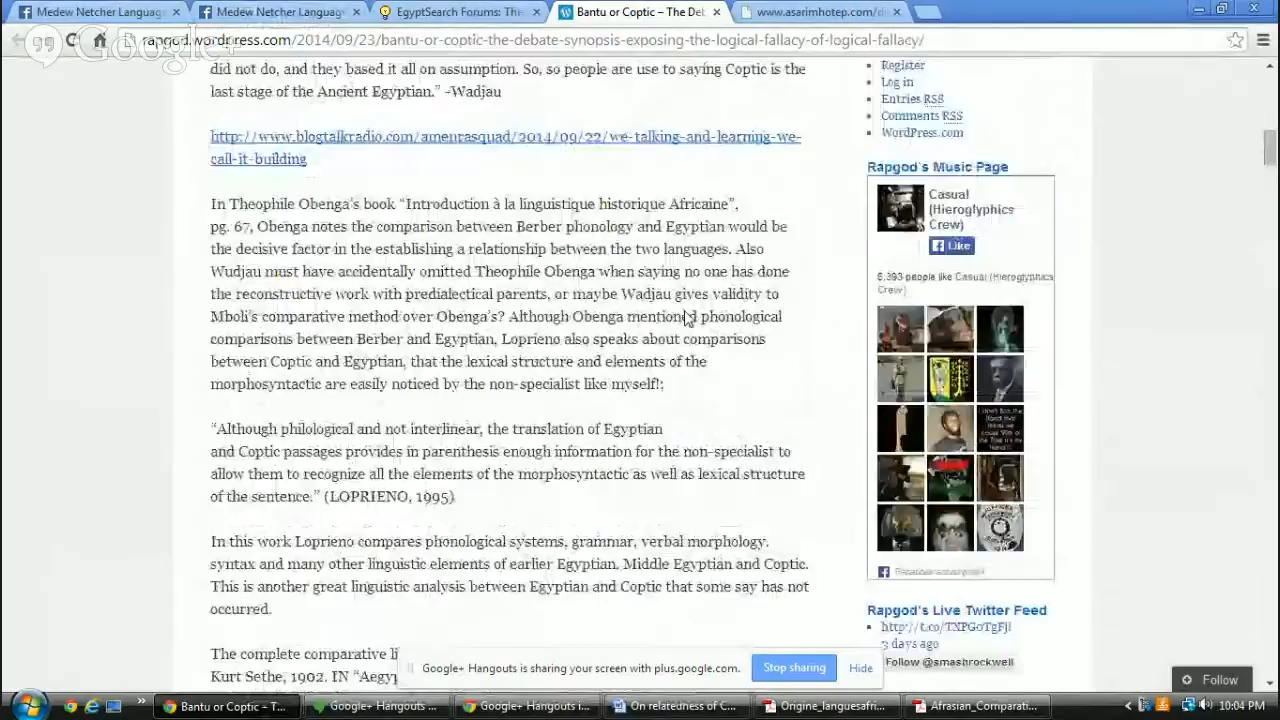 Medew Netcher Language
Medew Netcher Language
EgyptSearch Forums: The
Bantu or Coptic – The Deb
www.asarimhotep.com/d
Google+
rapgod.wordpress.com/2014/09/23/bantu-or-coptic-the-debate-synopsis-exposing-the-logical-fallacy-of-logical-fallacy/
did not do, and they based it all on assumption. So, so people are use to saying Coptic is the
last stage of the Ancient Egyptian.” -Wadjau
http://www.blogtalkradio.com/amenrasquad/2014/09/22/we-talking-and-learning-we-
call-it-building
In Theophile Obenga’s book “Introduction à la linguistique historique Africaine”,
pg .67, Obenga notes the comparison between Berber phonology and Egyptian would be
the decisive factor in the establishing a relationship between the two languages. Also
Wudjau must have accidentally omitted Theophile Obenga when saying no one has done
the reconstructive work with predialectical parents, or maybe Wadjau gives validity to
Mboli’s comparative method over Obenga’s? Although Obenga mentioned phonological
comparisons between Berber and Egyptian, Loprieno also speaks about comparisons
between Coptic and Egyptian, that the lexical structure and elements of the
morphosyntactic are easily noticed by the non-specialist like myself!:
“Although typological and not interlinear, the translation of Egyptian
and Coptic passages provides in parenthesis enough information for the non-specialist to
allow them to recognize all the elements of the morphosyntactic as well as lexical structure
of the sentence.” (LOPRIENO, 1995)
In this work Loprieno compares phonological systems, grammar, verbal morphology,
syntax and many other linguistic elements of earlier Egyptian, Middle Egyptian and Coptic.
This is another great linguistic analysis between Egyptian and Coptic that some say has not
occurred.
The complete comparative li
Kurt Sethe, 1902. IN “Aegyp
Register
Log in
Entries RSS
Comments RSS
WordPress.com
Rapgod's Music Page
Casual
(Hieroglyphics
Crew)
Like
people like Casual (Hieroglyphics
Crew)
Rapgod's Live Twitter Feed
3 days ago
Follow @smashrockwell
Follow
Google+ Hangouts is sharing your screen with plus.google.com.
Stop sharing
Hide
Bantu or Coptic – T...
Google+ Hangouts ...
Google+ Hangouts i...
On relatedness of C...
Origine_languesafri...
Afrasian_Comparati...
10:04 PM